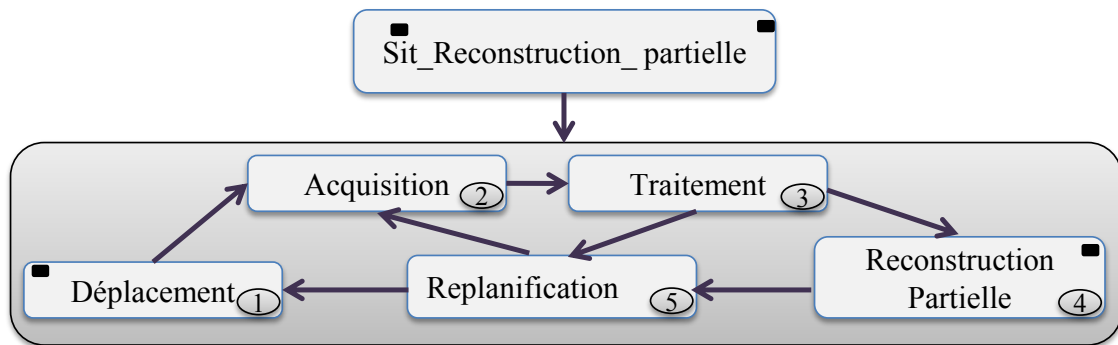 Sit_Reconstruction_ partielle
Acquisition
2
Traitement
3
Déplacement
1
Replanification
5
Reconstruction
Partielle
4